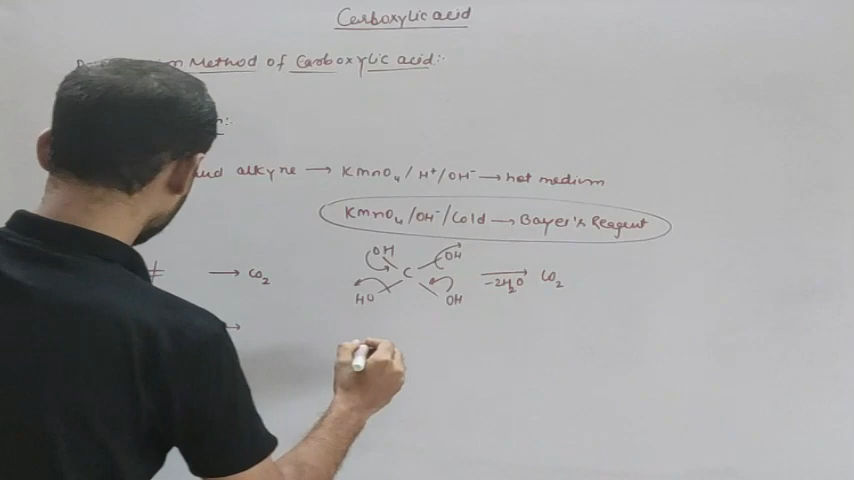 Carboxylic acid
Method of Carboxylic acid:-
alkyne → KMnO4 / H+/OH- → hot medium
KMnO4/OH-/Cold → Bayer's Reagent
OH OH
→ CO2 C -2H2O → CO2
HO OH
→